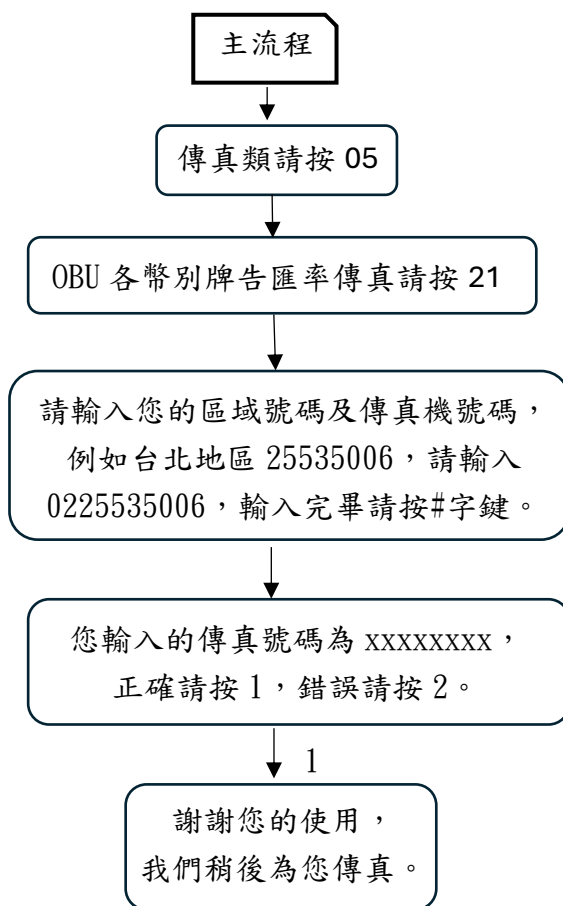 主流程
傳真類請按 05
OBU 各幣別牌告匯率傳真請按 21
請輸入您的區域號碼及傳真機號碼，
例如台北地區 25535006，請輸入
0225535006，輸入完畢請按#字鍵。
您輸入的傳真號碼為 xxxxxxxx，
正確請按 1，錯誤請按 2。
1
謝謝您的使用，
我們稍後為您傳真。